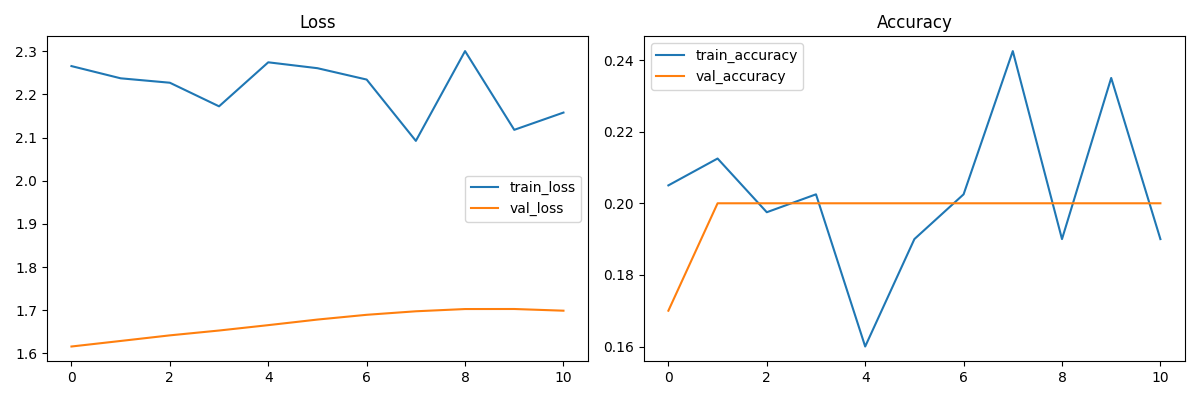 Loss
2.3
2.2
2.1
2.0
1.9
1.8
1.7
1.6
train_loss
val_loss
0 2 4 6 8 10
Accuracy
0.24
0.22
0.20
0.18
0.16
train_accuracy
val_accuracy
0 2 4 6 8 10